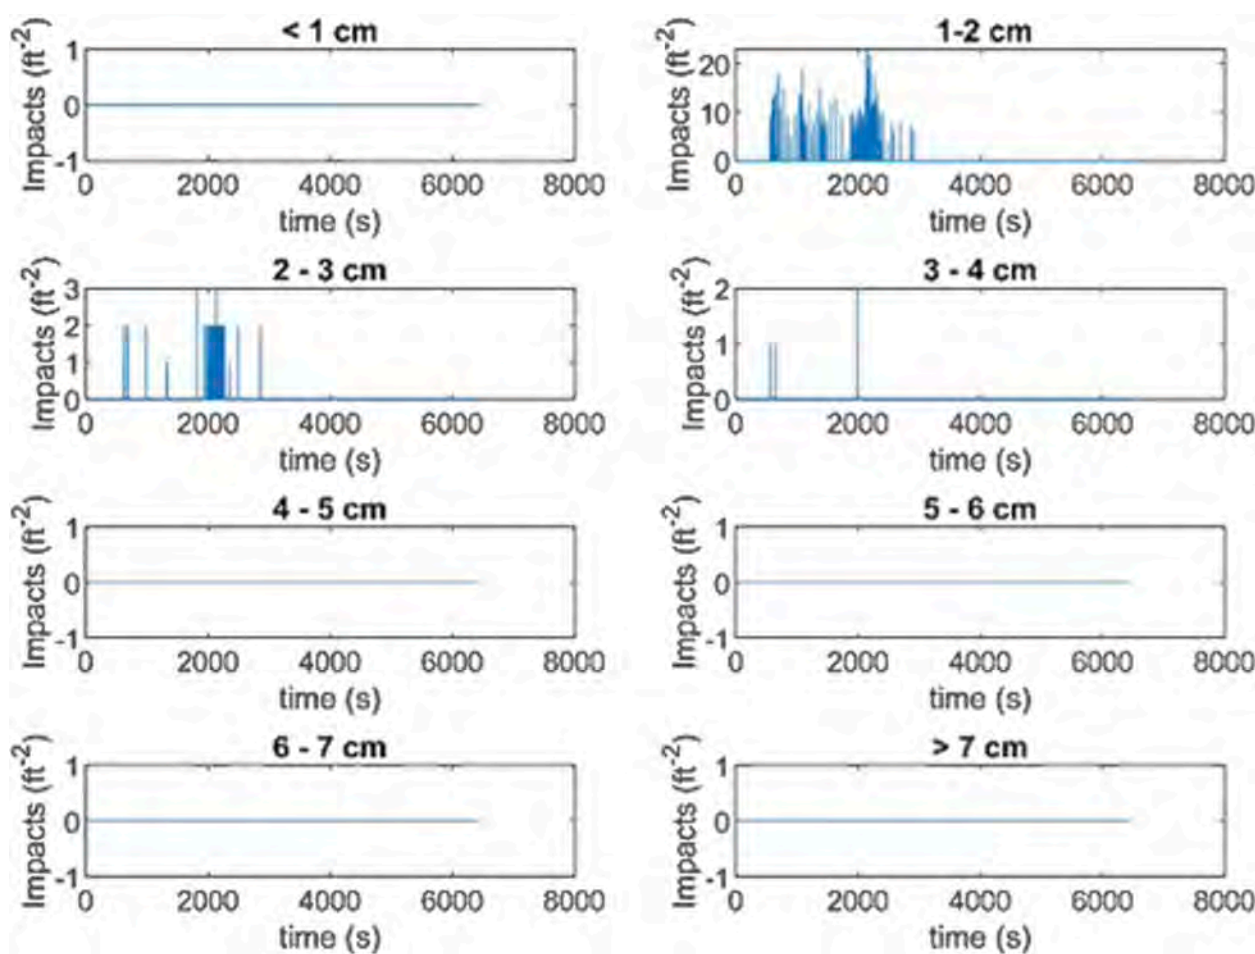 < 1 cm
Impacts (ft⁻²)
1
0
-1
0 2000 4000 6000 8000
time (s)
1-2 cm
Impacts (ft⁻²)
20
10
0
0 2000 4000 6000 8000
time (s)
2 - 3 cm
Impacts (ft⁻²)
3
2
1
0
0 2000 4000 6000 8000
time (s)
3 - 4 cm
Impacts (ft⁻²)
2
1
0
0 2000 4000 6000 8000
time (s)
4 - 5 cm
Impacts (ft⁻²)
1
0
-1
0 2000 4000 6000 8000
time (s)
5 - 6 cm
Impacts (ft⁻²)
1
0
-1
0 2000 4000 6000 8000
time (s)
6 - 7 cm
Impacts (ft⁻²)
1
0
-1
0 2000 4000 6000 8000
time (s)
> 7 cm
Impacts (ft⁻²)
1
0
-1
0 2000 4000 6000 8000
time (s)